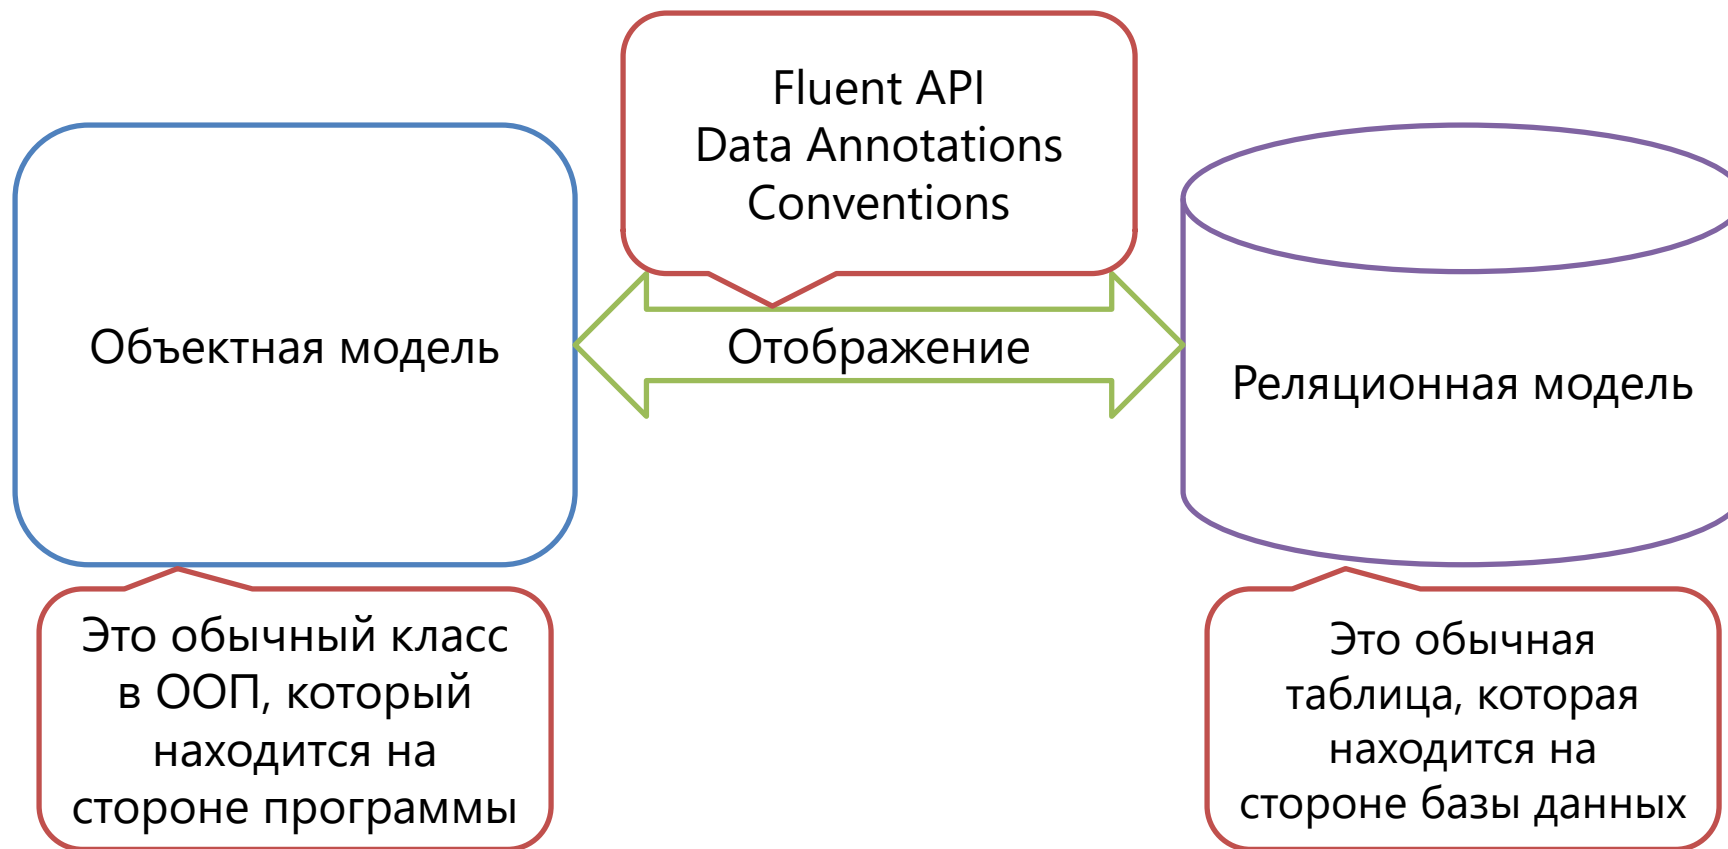 Fluent API
Data Annotations
Conventions
Объектная модель
Отображение
Реляционная модель
Это обычный класс
в ООП, который
находится на
стороне программы
Это обычная
таблица, которая
находится на
стороне базы данных